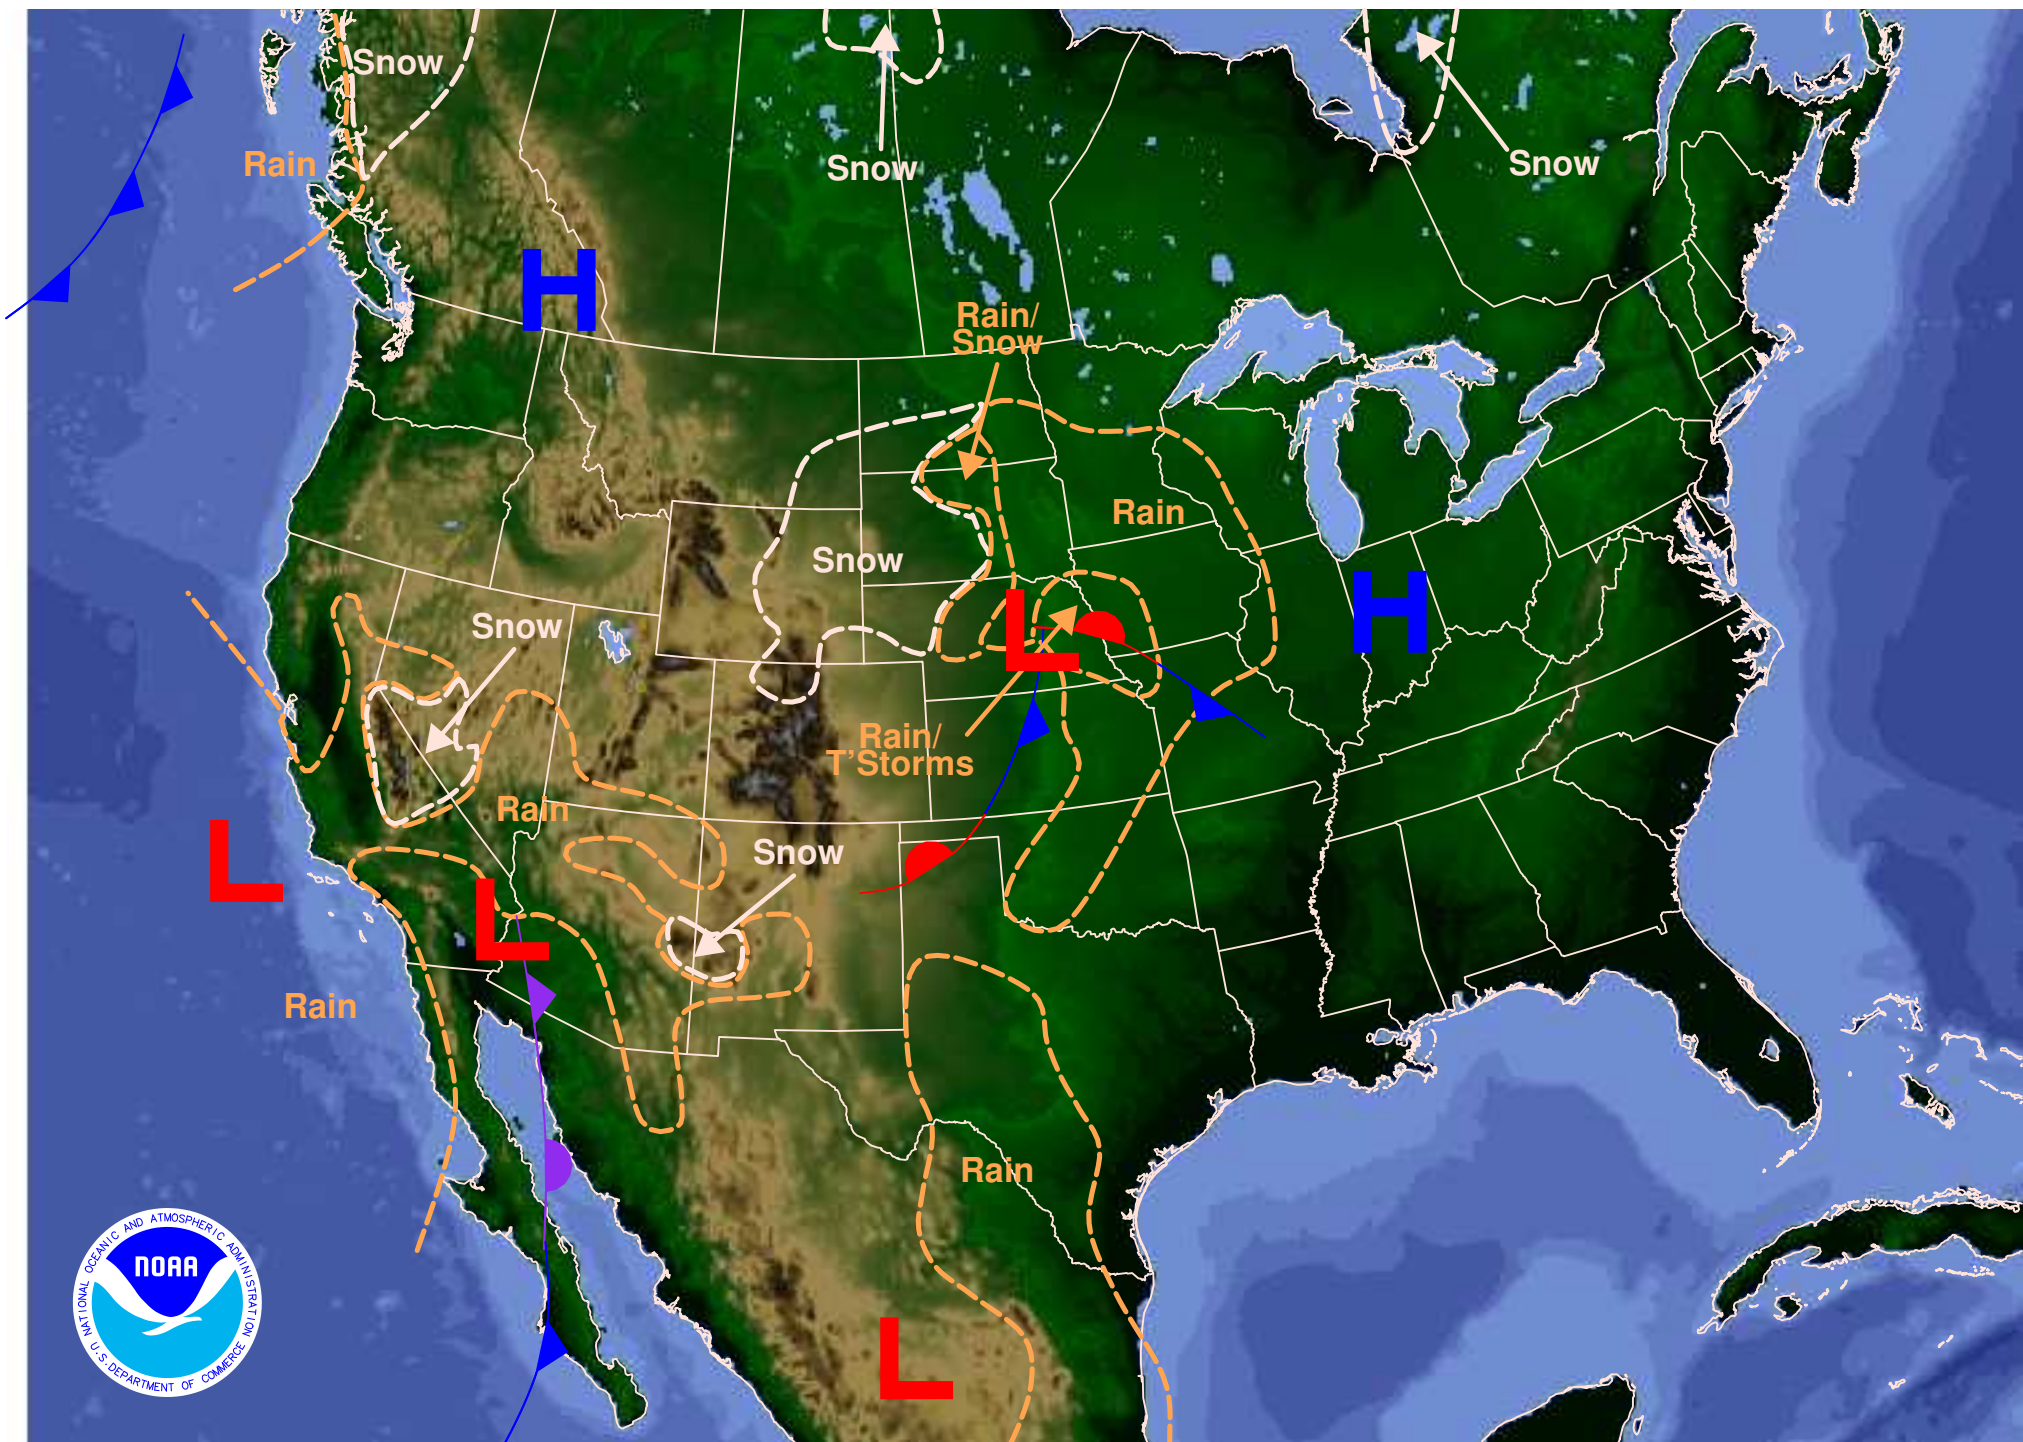 Snow
Rain
Snow
Snow
H
Rain/
Snow
Rain
Snow
Snow
H
L
Rain/
T'Storms
Rain
Snow
L
L
Rain
Rain
L
NATIONAL OCEANIC AND ATMOSPHERIC ADMINISTRATION
NOAA
U.S. DEPARTMENT OF COMMERCE